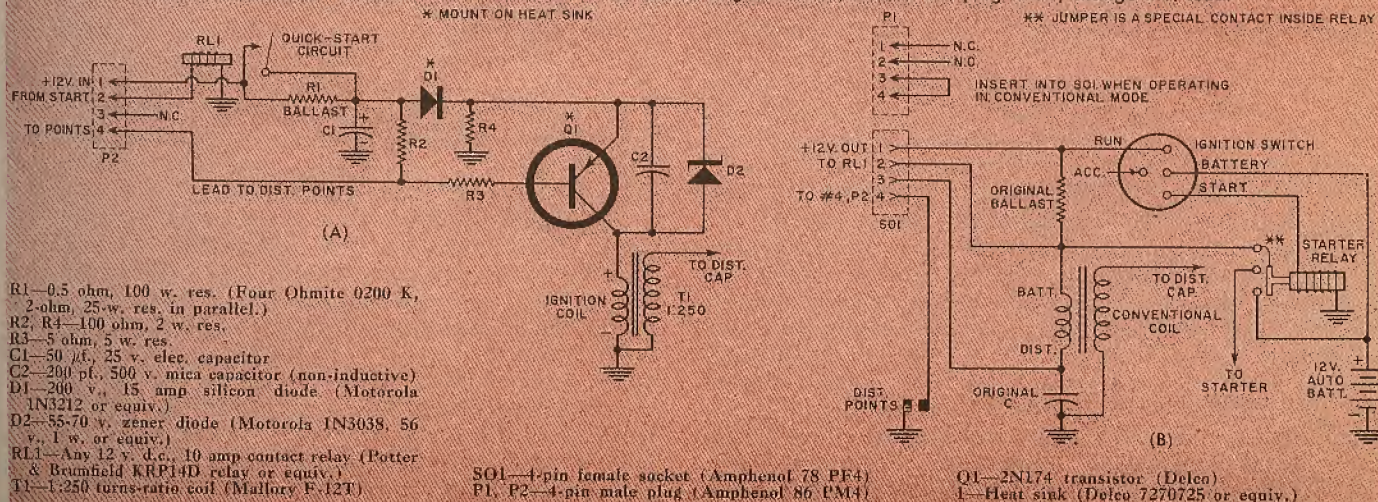 * MOUNT ON HEAT SINK
** JUMPER IS A SPECIAL CONTACT INSIDE RELAY
RL1
QUICK-START
CIRCUIT
+12V. IN 1
FROM START 2
3 N.C.
TO POINTS 4
P2
R1
BALLAST
C1
+
R2
*
D1
R4
*
Q1
C2
D2
R3
LEAD TO DIST. POINTS
(A)
+
IGNITION
COIL
-
TO DIST.
CAP.
T1
1:250
P1
1 N.C.
2 N.C.
3
4
INSERT INTO SO1 WHEN OPERATING
IN CONVENTIONAL MODE
+12V. OUT 1
TO RL1 2
3
TO #4, P2 4
SO1
RUN
IGNITION SWITCH
BATTERY
ACC.
START
ORIGINAL
BALLAST
**
STARTER
RELAY
BATT.
TO DIST.
CAP.
CONVENTIONAL
COIL
DIST.
DIST
POINTS
ORIGINAL
C
TO
STARTER
+
12V.
AUTO
BATT.
-
(B)
R1—0.5 ohm, 100 w. res. (Four Ohmite 0200 K,
2-ohm, 25-w. res. in parallel.)
R2, R4—100 ohm, 2 w. res.
R3—5 ohm, 5 w. res.
C1—50 µf., 25 v. elec. capacitor
C2—200 pf., 500 v. mica capacitor (non-inductive)
D1—200 v., 15 amp silicon diode (Motorola
1N3212 or equiv.)
D2—55-70 v. zener diode (Motorola 1N3038, 56
v., 1 w. or equiv.)
RL1—Any 12 v. d.c., 10 amp contact relay (Potter
& Brumfield KRP14D relay or equiv.)
T1—1:250 turns-ratio coil (Mallory F-12T)
SO1—4-pin female socket (Amphenol 78 PF4)
P1, P2—4-pin male plug (Amphenol 86 PM4)
Q1—2N174 transistor (Delco)
1—Heat sink (Delco 7270725 or equiv.)